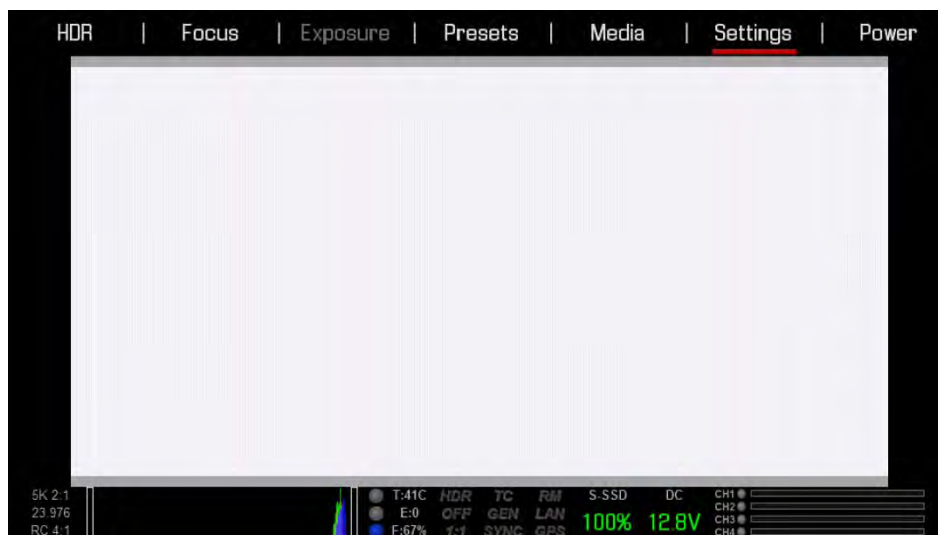 HDR | Focus | Exposure | Presets | Media | Settings | Power
5K 2:1 T:41C HDR TC RM S-SSD DC CH1
23.976 E:0 OFF GEN LAN 100% 12.8V CH2
CH3
RC 4:1 F:67% 1:1 SYNC GPS CH4